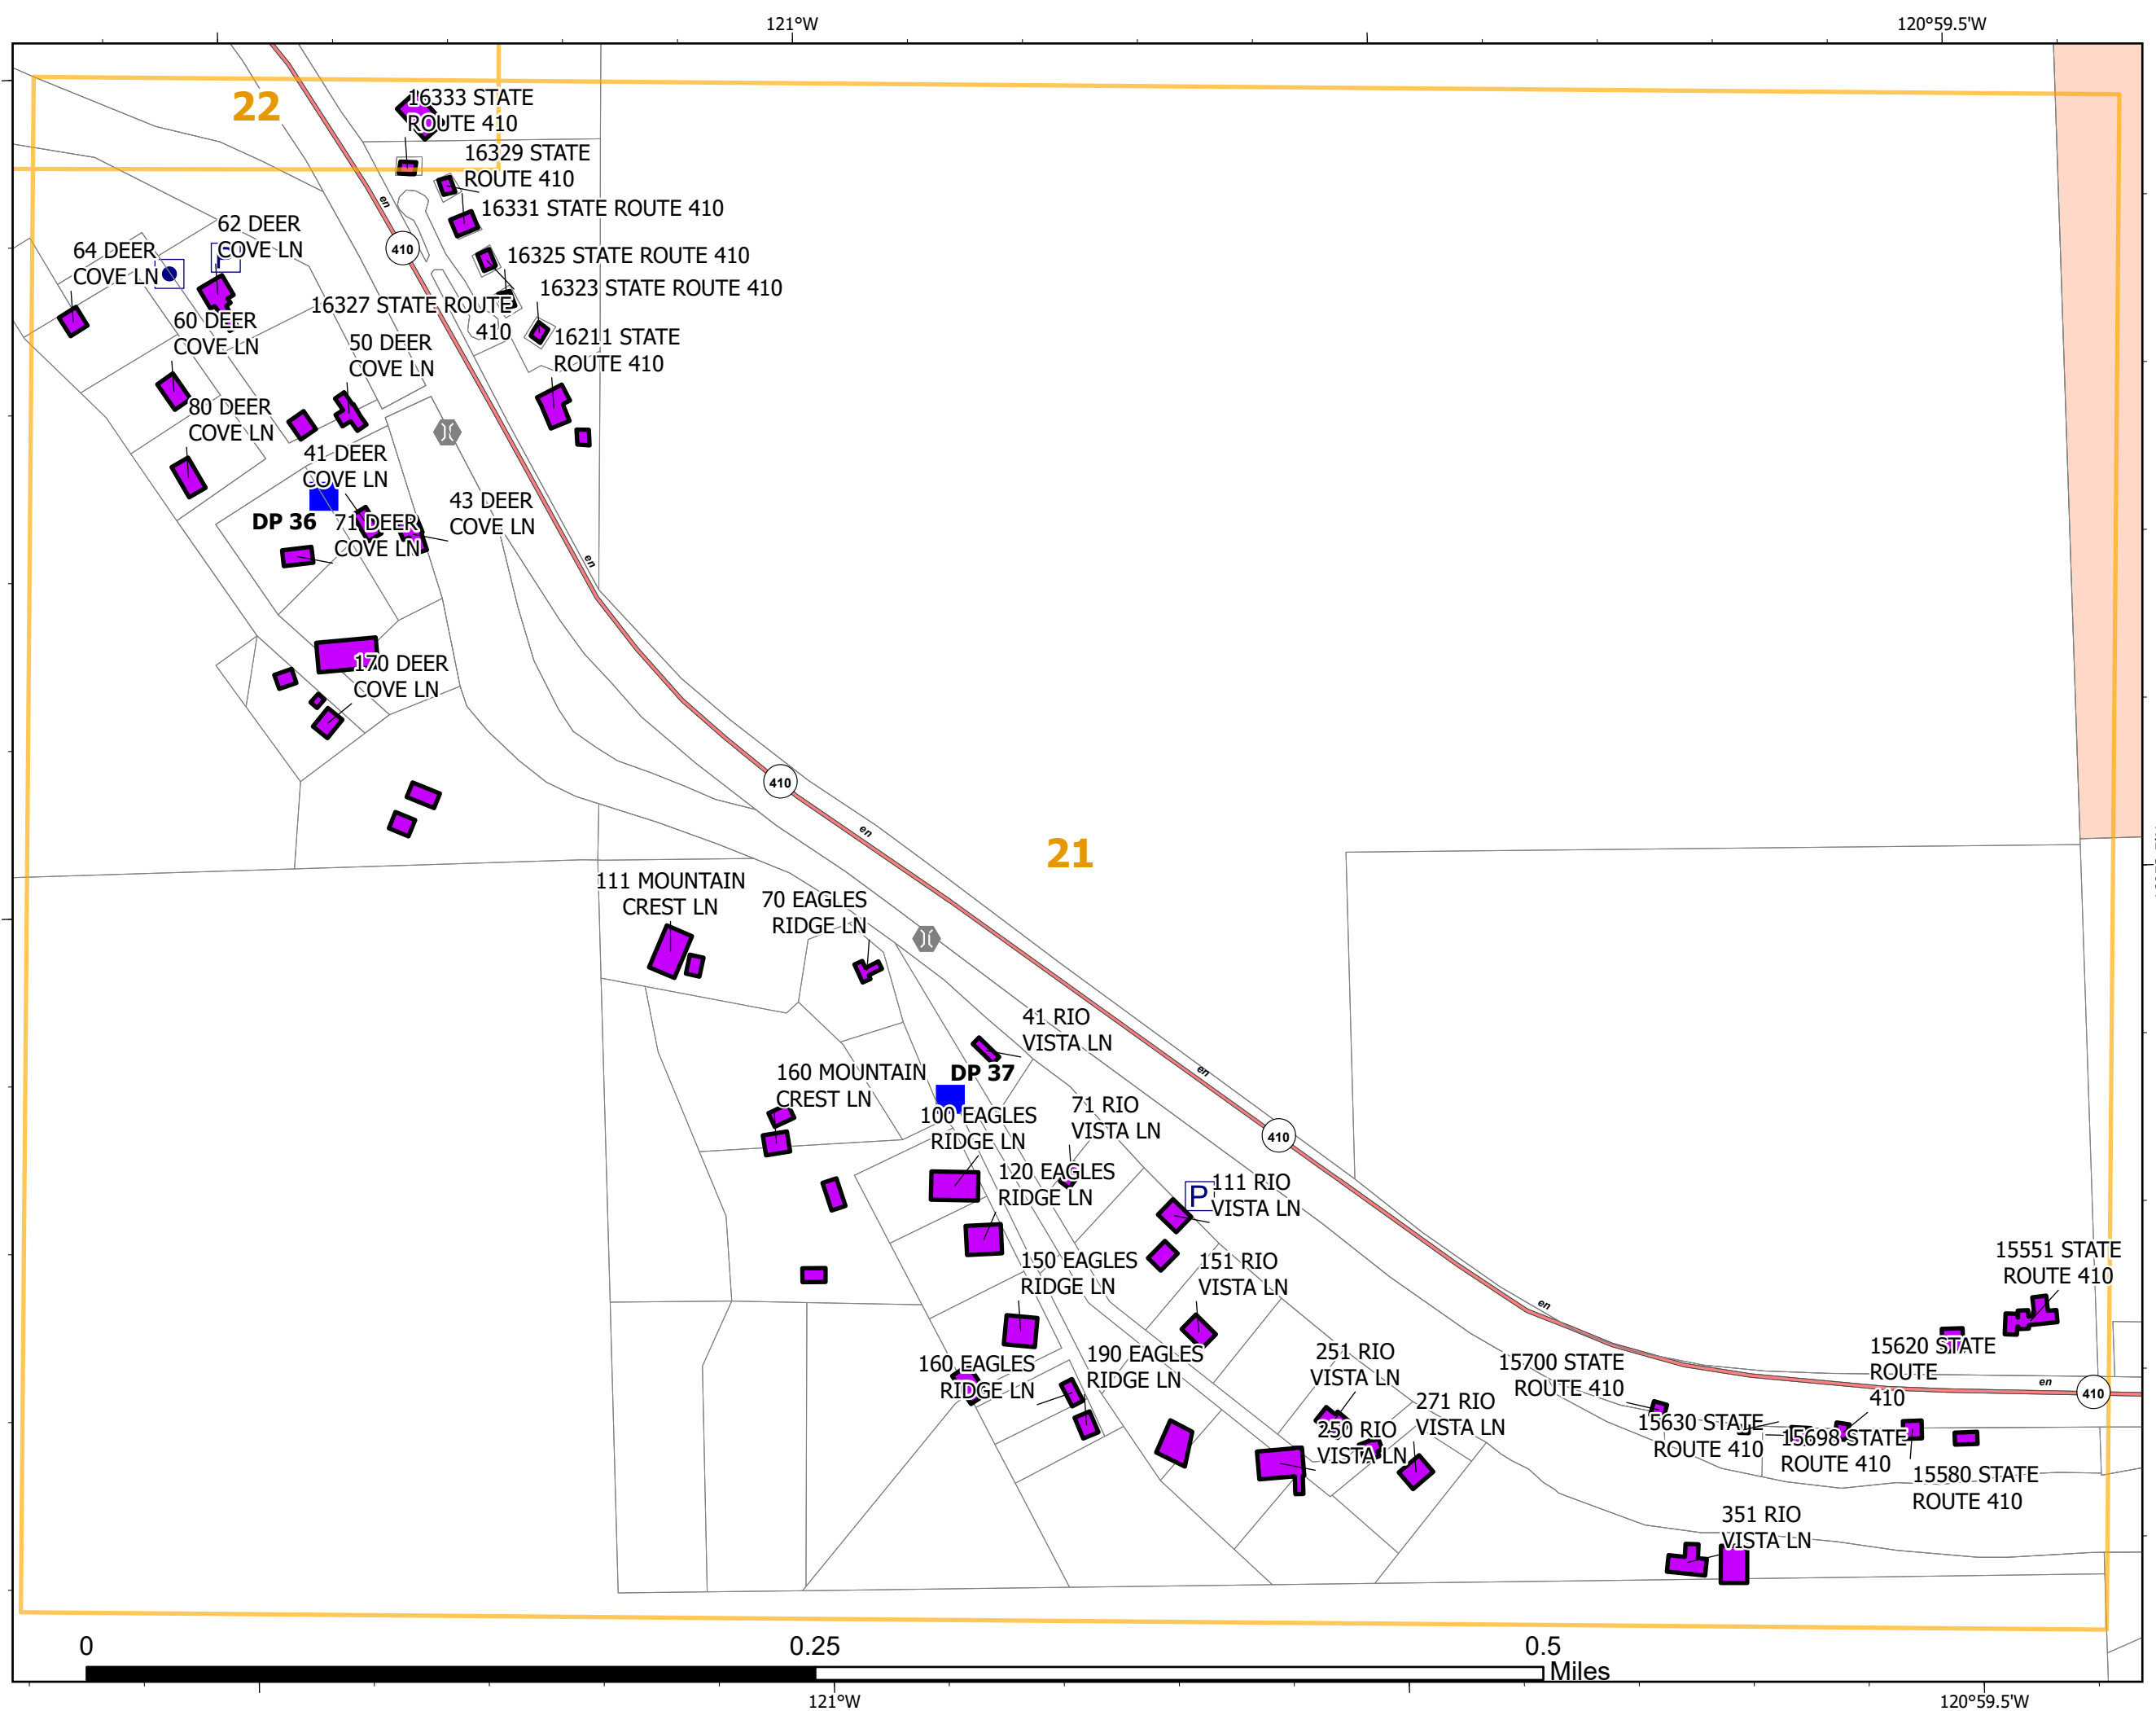 121°W
120°59.5'W
22
16333 STATE
ROUTE 410
16329 STATE
ROUTE 410
en
16331 STATE ROUTE 410
62 DEER
COVE LN
410
64 DEER
COVE LN
16325 STATE ROUTE 410
16323 STATE ROUTE 410
16327 STATE ROUTE
410
60 DEER
COVE LN
50 DEER
COVE LN
16211 STATE
ROUTE 410
80 DEER
COVE LN
41 DEER
COVE LN
43 DEER
COVE LN
DP 36
71 DEER
COVE LN
en
170 DEER
COVE LN
410
en
21
111 MOUNTAIN
CREST LN
70 EAGLES
RIDGE LN
41 RIO
VISTA LN
en
DP 37
160 MOUNTAIN
CREST LN
100 EAGLES
RIDGE LN
71 RIO
VISTA LN
410
120 EAGLES
RIDGE LN
P
111 RIO
VISTA LN
150 EAGLES
RIDGE LN
151 RIO
VISTA LN
15551 STATE
ROUTE 410
en
160 EAGLES
RIDGE LN
190 EAGLES
RIDGE LN
251 RIO
VISTA LN
15700 STATE
ROUTE 410
15620 STATE
ROUTE
410
en
410
271 RIO
VISTA LN
250 RIO
VISTA LN
15630 STATE
ROUTE 410
15698 STATE
ROUTE 410
15580 STATE
ROUTE 410
351 RIO
VISTA LN
0
0.25
0.5
Miles
121°W
120°59.5'W